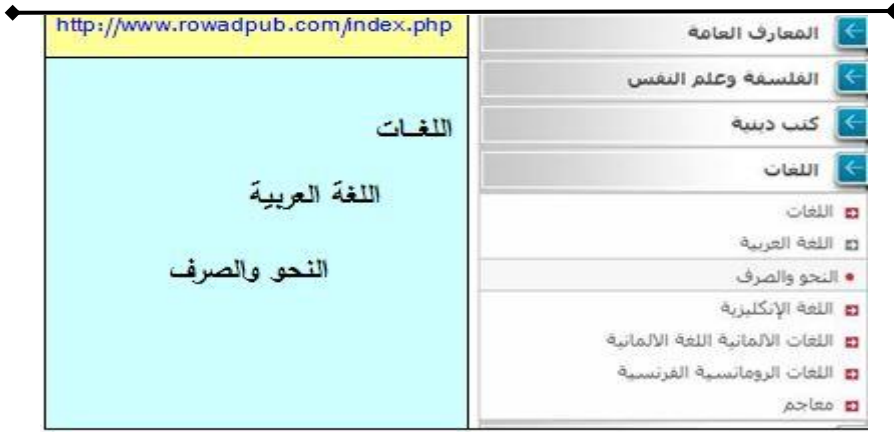 http://www.rowadpub.com/index.php
اللغــات
اللغة العربية
النحو والصرف
المعارف العامة
الفلسفة وعلم النفس
كتب دينية
اللغات
اللغات
اللغة العربية
النحو والصرف
اللغة الإنكليزية
اللغات الالمانية اللغة الالمانية
اللغات الرومانسية الفرنسية
معاجم